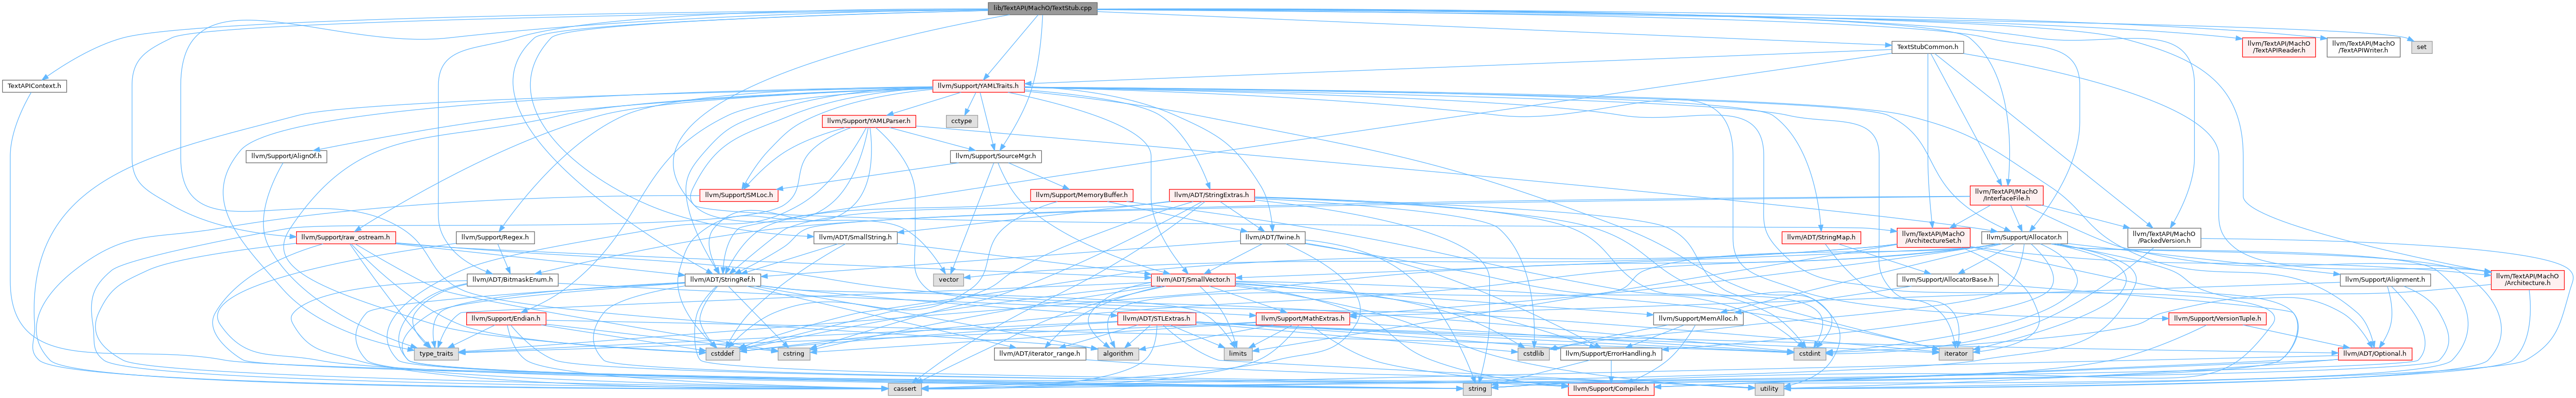 lib/TextAPI/MachO/TextStub.cpp
TextStubCommon.h
llvm/TextAPI/MachO
/TextAPIReader.h
llvm/TextAPI/MachO
/TextAPIWriter.h
set
TextAPIContext.h
llvm/Support/YAMLTraits.h
llvm/Support/YAMLParser.h
cctype
llvm/Support/AlignOf.h
llvm/Support/SourceMgr.h
llvm/Support/SMLoc.h
llvm/Support/MemoryBuffer.h
llvm/ADT/StringExtras.h
llvm/TextAPI/MachO
/InterfaceFile.h
llvm/Support/raw_ostream.h
llvm/Support/Regex.h
llvm/ADT/SmallString.h
llvm/ADT/Twine.h
llvm/ADT/StringMap.h
llvm/TextAPI/MachO
/ArchitectureSet.h
llvm/Support/Allocator.h
llvm/TextAPI/MachO
/PackedVersion.h
llvm/ADT/BitmaskEnum.h
llvm/ADT/StringRef.h
vector
llvm/ADT/SmallVector.h
llvm/Support/AllocatorBase.h
llvm/Support/Alignment.h
llvm/TextAPI/MachO
/Architecture.h
llvm/Support/Endian.h
llvm/ADT/STLExtras.h
llvm/Support/MathExtras.h
llvm/Support/MemAlloc.h
llvm/Support/VersionTuple.h
type_traits
cstddef
cstring
llvm/ADT/iterator_range.h
algorithm
limits
cstdlib
llvm/Support/ErrorHandling.h
cstdint
iterator
llvm/ADT/Optional.h
cassert
string
llvm/Support/Compiler.h
utility